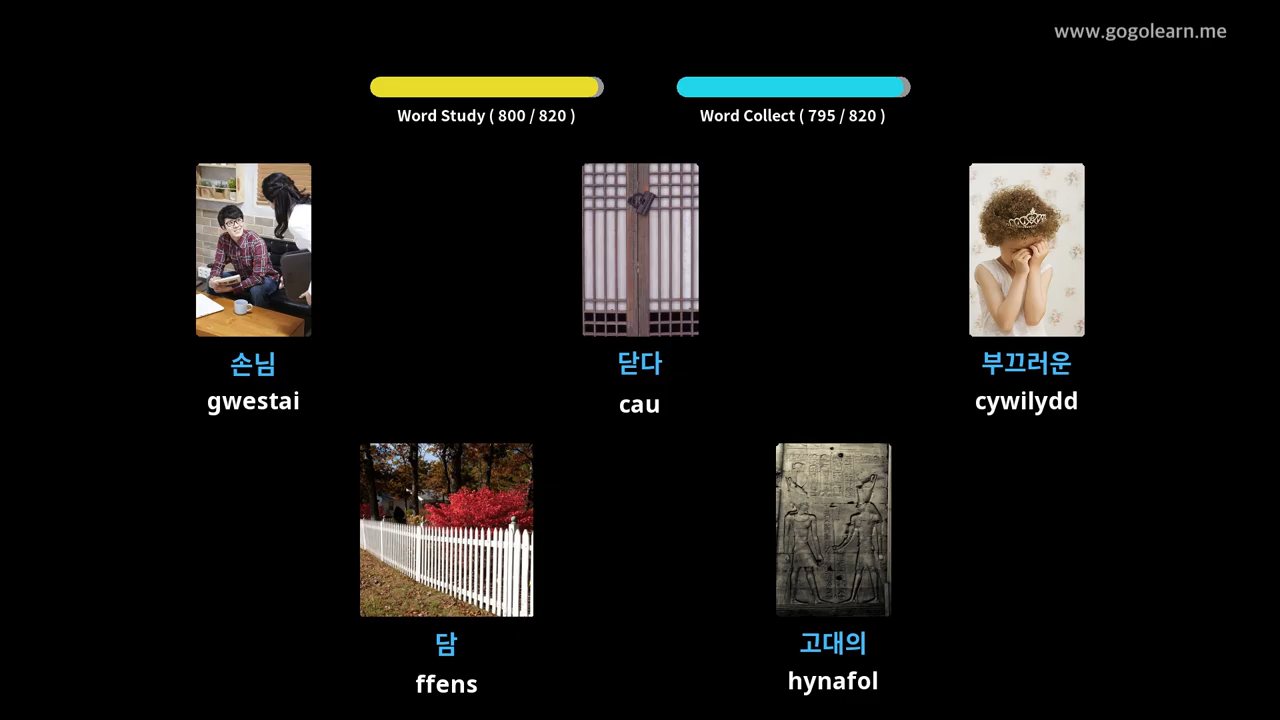 www.gogolearn.me
Word Study ( 800 / 820 )
Word Collect ( 795 / 820 )
손님
gwestai
닫다
cau
부끄러운
cywilydd
담
ffens
고대의
hynafol